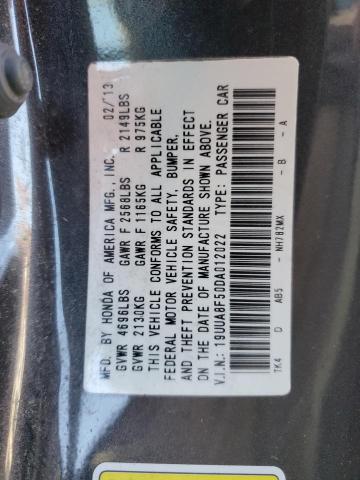 MFD. BY HONDA OF AMERICA MFG., INC. 02/13
GVWR 4696LBS GAWR F 2568LBS R 2149LBS
GVWR 2130KG GAWR F 1165KG R 975KG
THIS VEHICLE CONFORMS TO ALL APPLICABLE
FEDERAL MOTOR VEHICLE SAFETY, BUMPER,
AND THEFT PREVENTION STANDARDS IN EFFECT
ON THE DATE OF MANUFACTURE SHOWN ABOVE.
V.I.N.: 19UUA8F50DA012022 TYPE: PASSENGER CAR
TK4 D AB5 - NH782MX - B - A